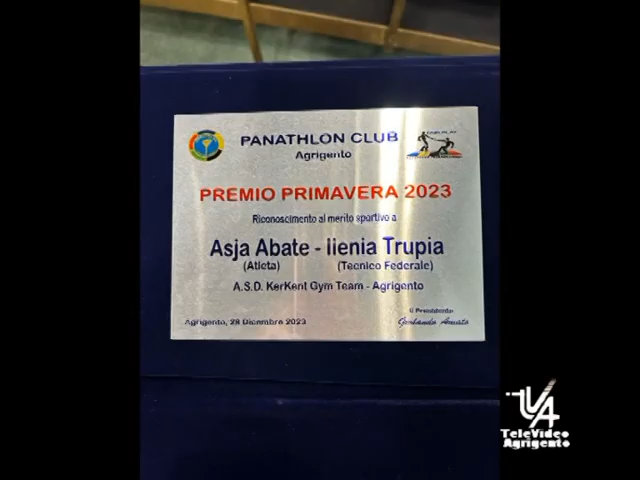 PANATHLON CLUB
Agrigento
PREMIO PRIMAVERA 2023
Riconoscimento al merito sportivo a
Asja Abate - Ilenia Trupia
(Atleta) (Tecnico Federale)
A.S.D. KerKent Gym Team - Agrigento
Il Presidente
Agrigento, 28 Dicembre 2023
TVA
TeleVideo
Agrigento